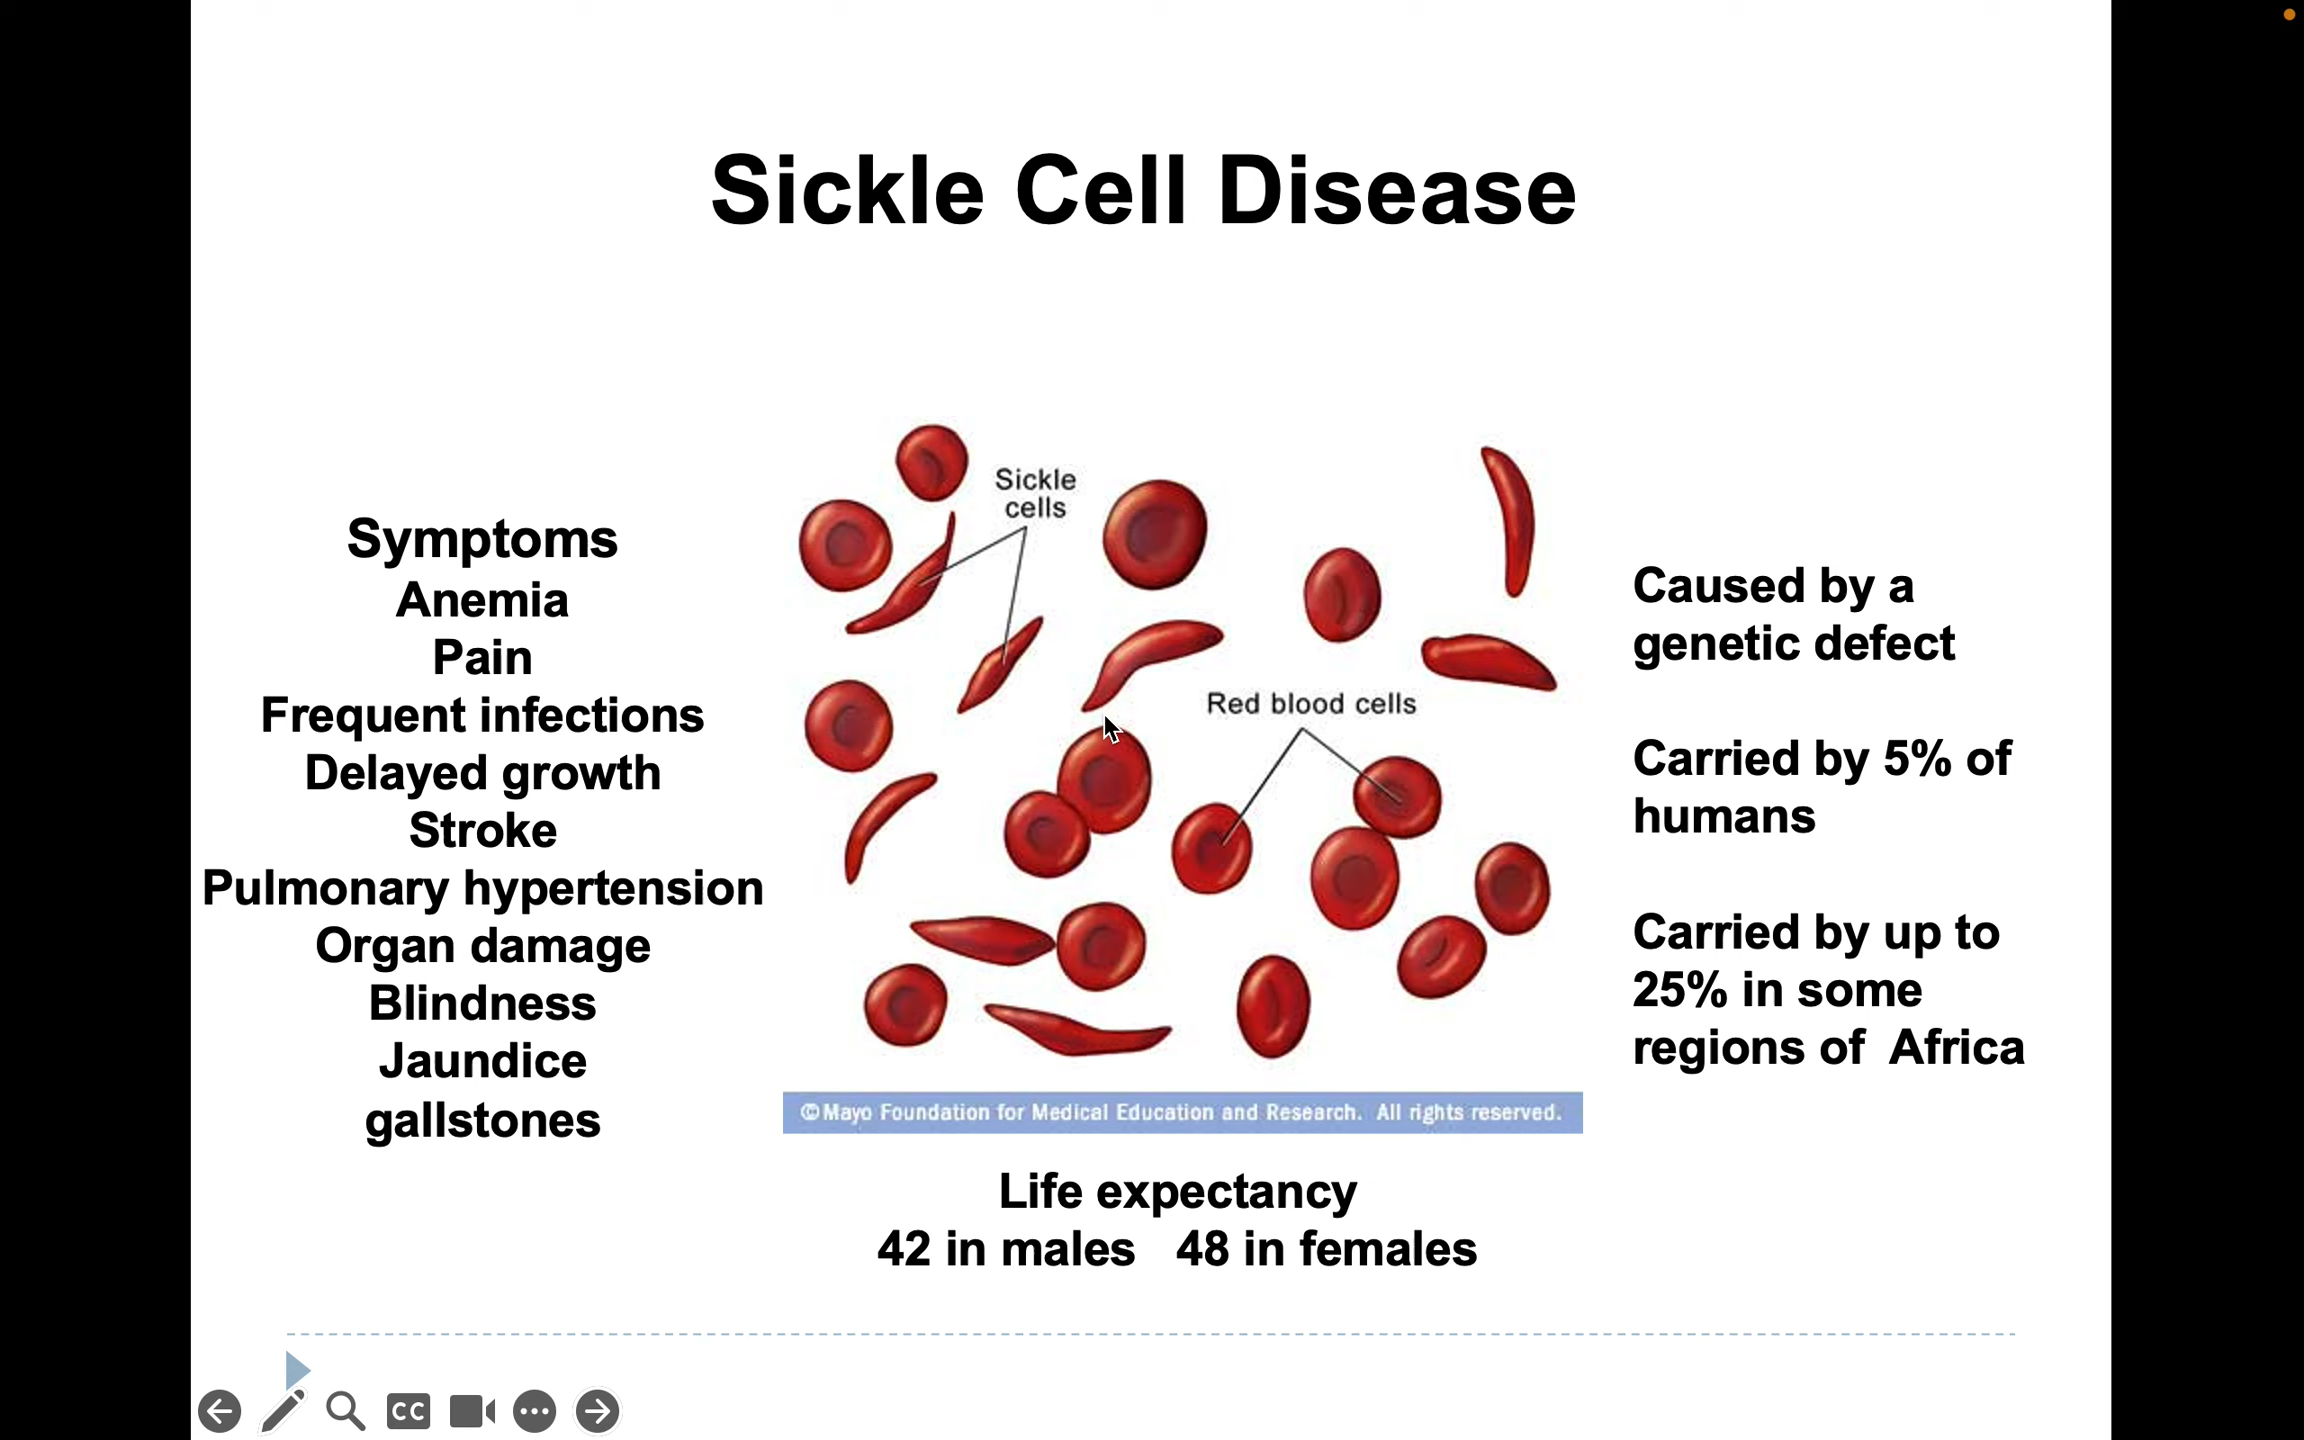 Sickle Cell Disease
Symptoms
Anemia
Pain
Frequent infections
Delayed growth
Stroke
Pulmonary hypertension
Organ damage
Blindness
Jaundice
gallstones
Sickle
cells
Red blood cells
©Mayo Foundation for Medical Education and Research. All rights reserved.
Life expectancy
42 in males 48 in females
Caused by a
genetic defect
Carried by 5% of
humans
Carried by up to
25% in some
regions of Africa
CC